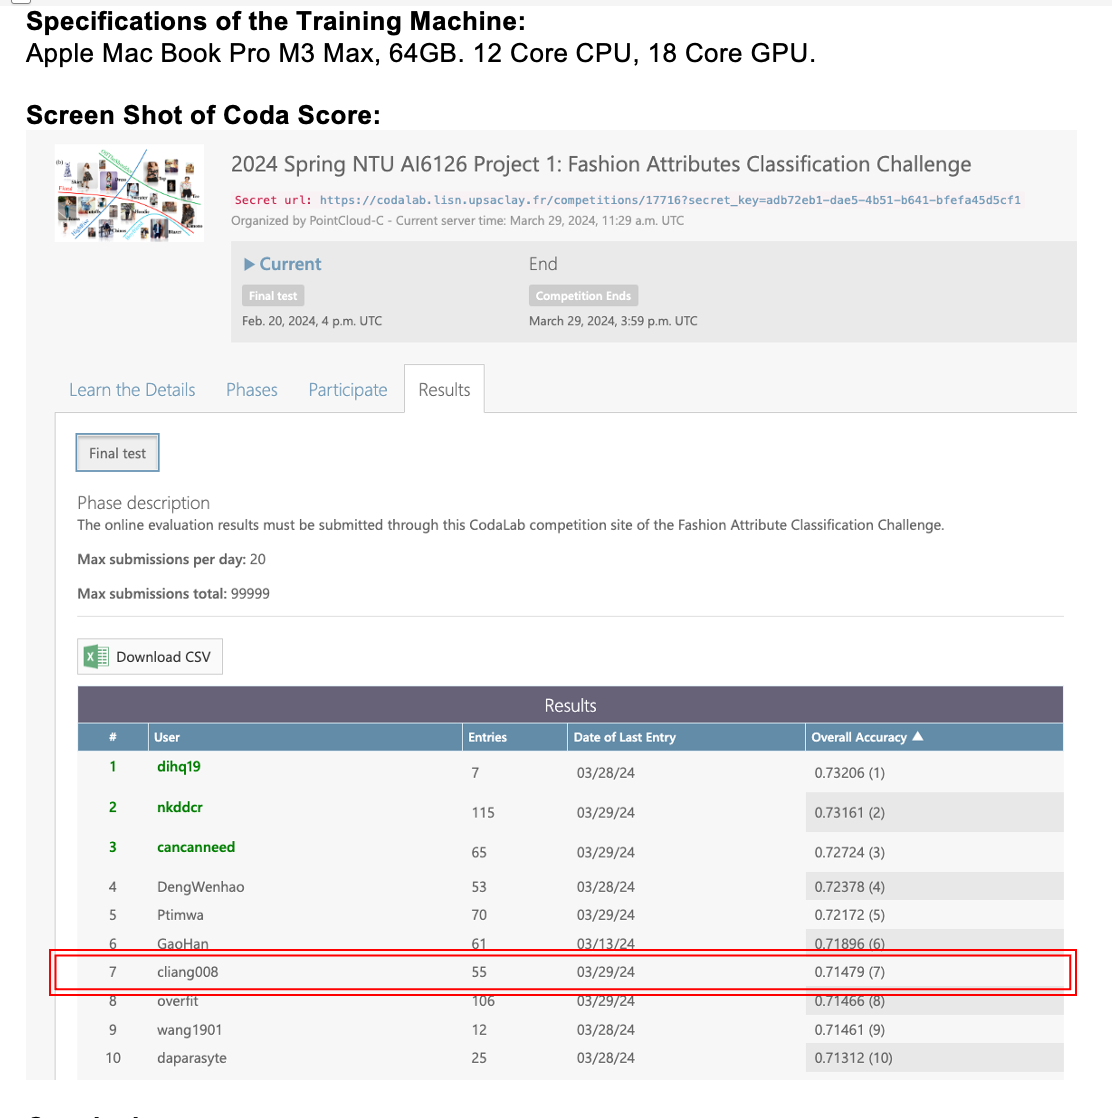 Specifications of the Training Machine:
Apple Mac Book Pro M3 Max, 64GB. 12 Core CPU, 18 Core GPU.
Screen Shot of Coda Score:
2024 Spring NTU AI6126 Project 1: Fashion Attributes Classification Challenge
Secret url: https://codalab.lisn.upsaclay.fr/competitions/17716?secret_key=adb72eb1-dae5-4b51-b641-bfefa45d5cf1
Organized by PointCloud-C - Current server time: March 29, 2024, 11:29 a.m. UTC
Current End
Final test Competition Ends
Feb. 20, 2024, 4 p.m. UTC March 29, 2024, 3:59 p.m. UTC
Learn the Details Phases Participate Results
Final test
Phase description
The online evaluation results must be submitted through this CodaLab competition site of the Fashion Attribute Classification Challenge.
Max submissions per day: 20
Max submissions total: 99999
Download CSV
Results
# User Entries Date of Last Entry Overall Accuracy ▲
1 dihq19 7 03/28/24 0.73206 (1)
2 nkddcr 115 03/29/24 0.73161 (2)
3 cancanneed 65 03/29/24 0.72724 (3)
4 DengWenhao 53 03/28/24 0.72378 (4)
5 Ptimwa 70 03/29/24 0.72172 (5)
6 GaoHan 61 03/13/24 0.71896 (6)
7 cliang008 55 03/29/24 0.71479 (7)
8 overfit 106 03/29/24 0.71466 (8)
9 wang1901 12 03/28/24 0.71461 (9)
10 daparasyte 25 03/28/24 0.71312 (10)